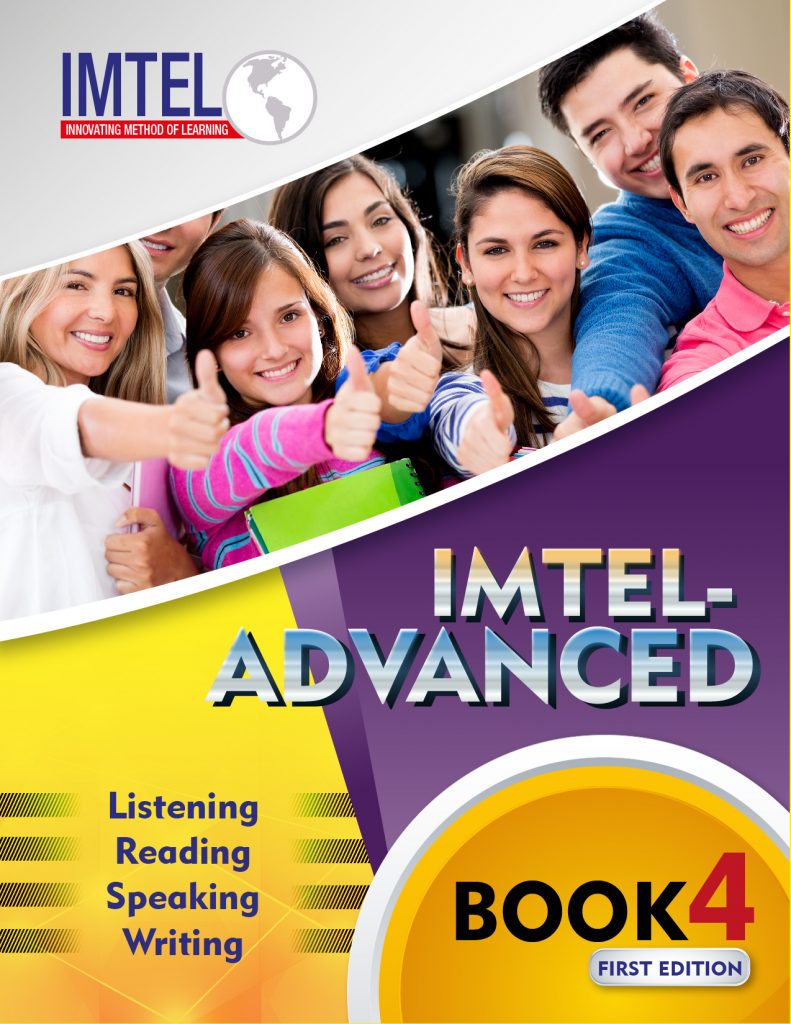 IMTEL
INNOVATING METHOD OF LEARNING
IMTEL-
ADVANCED
Listening
Reading
Speaking
Writing
BOOK4
FIRST EDITION